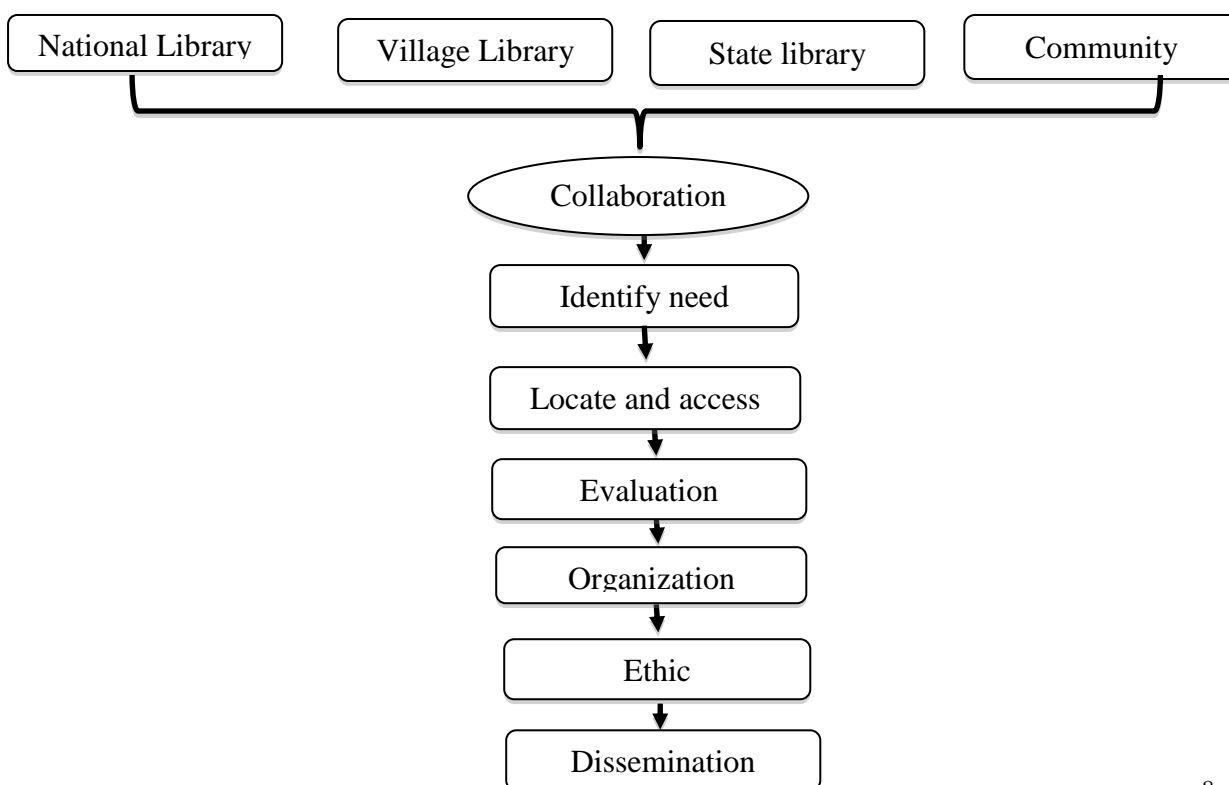 National Library
Village Library
State library
Community
Collaboration
Identify need
Locate and access
Evaluation
Organization
Ethic
Dissemination